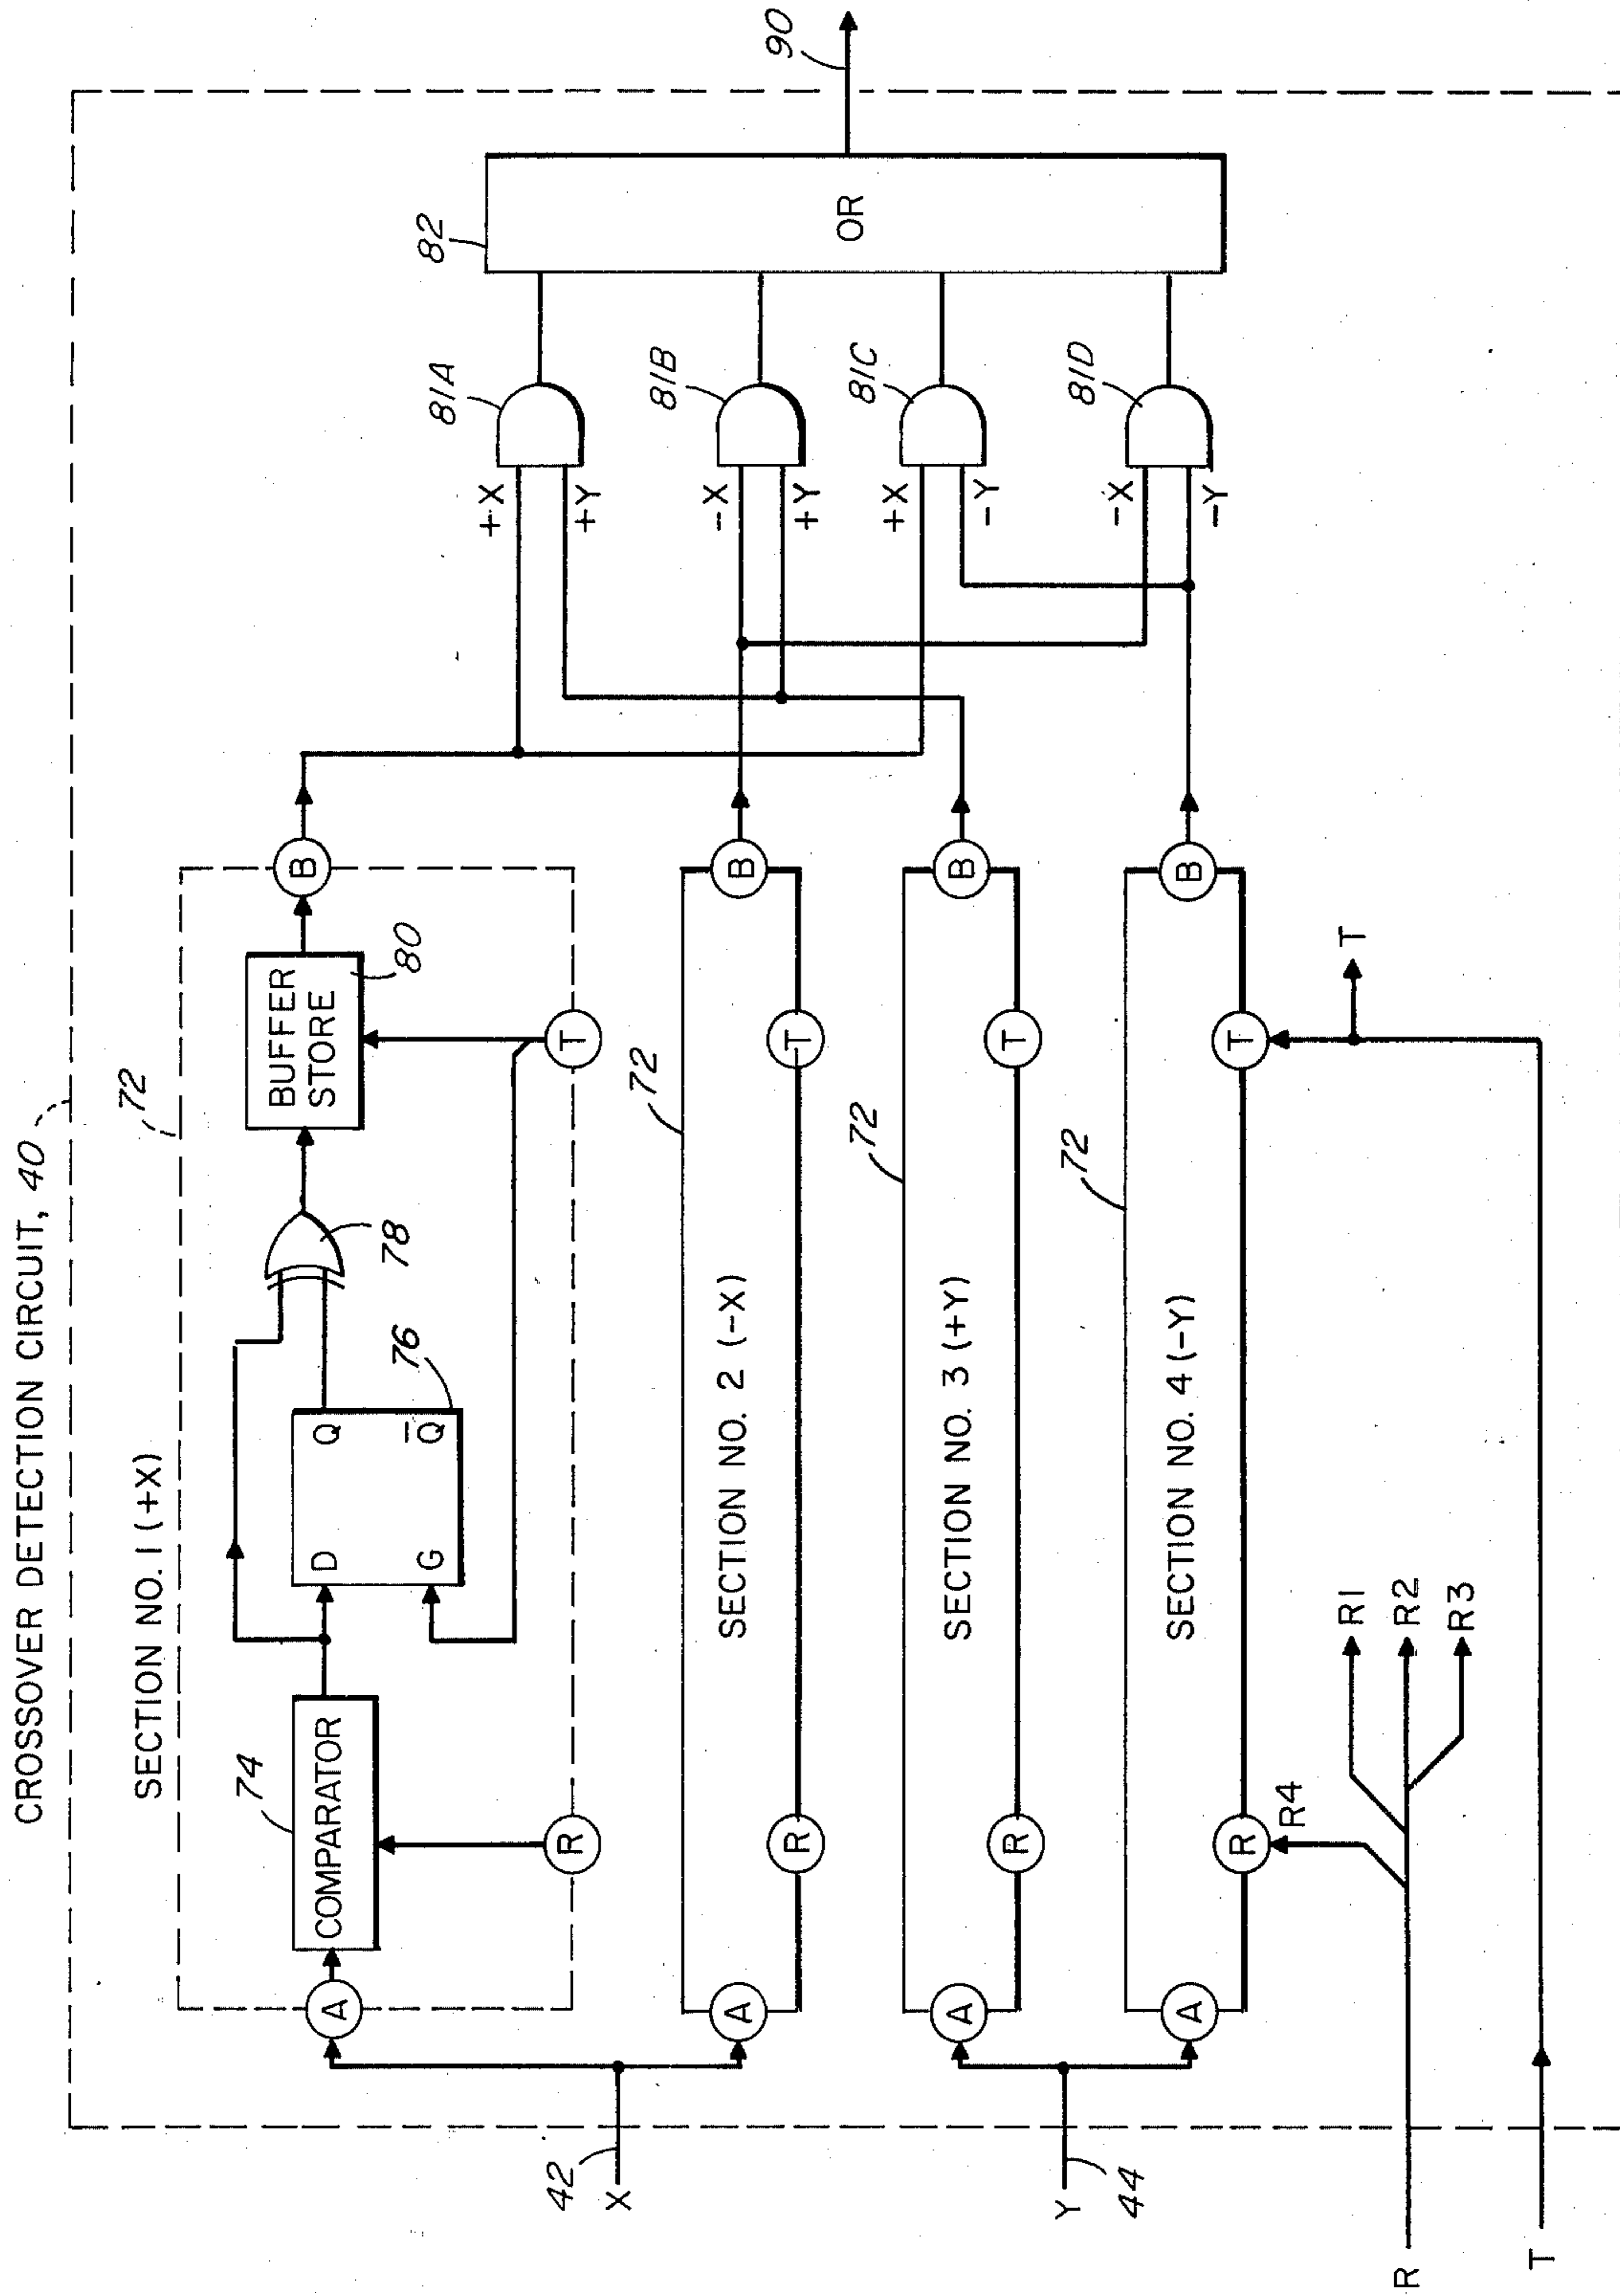 CROSSOVER DETECTION CIRCUIT, 40
SECTION NO. 1 (+X)
72
74
COMPARATOR
D
Q
G
Q̅
76
78
BUFFER
STORE
80
A
R
T
B
42
X
72
SECTION NO. 2 (-X)
A
R
T
B
72
SECTION NO. 3 (+Y)
A
R
T
B
Y
44
72
SECTION NO. 4 (-Y)
A
R
T
B
R4
R1
R2
R3
R
T
T
+X
+Y
81A
-X
+Y
81B
+X
-Y
81C
-X
-Y
81D
82
OR
90